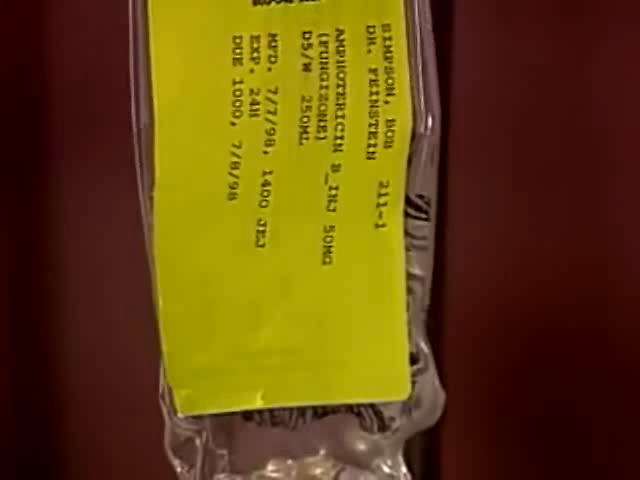 SIMPSON, BOB 211-1
DR. FEINSTEIN
AMPHOTERICIN B_INJ 50MG
(FUNGIZONE)
D5/W 250ML
MFD. 7/7/98, 1400 JEJ
EXP. 24H
DUE 1000, 7/8/98